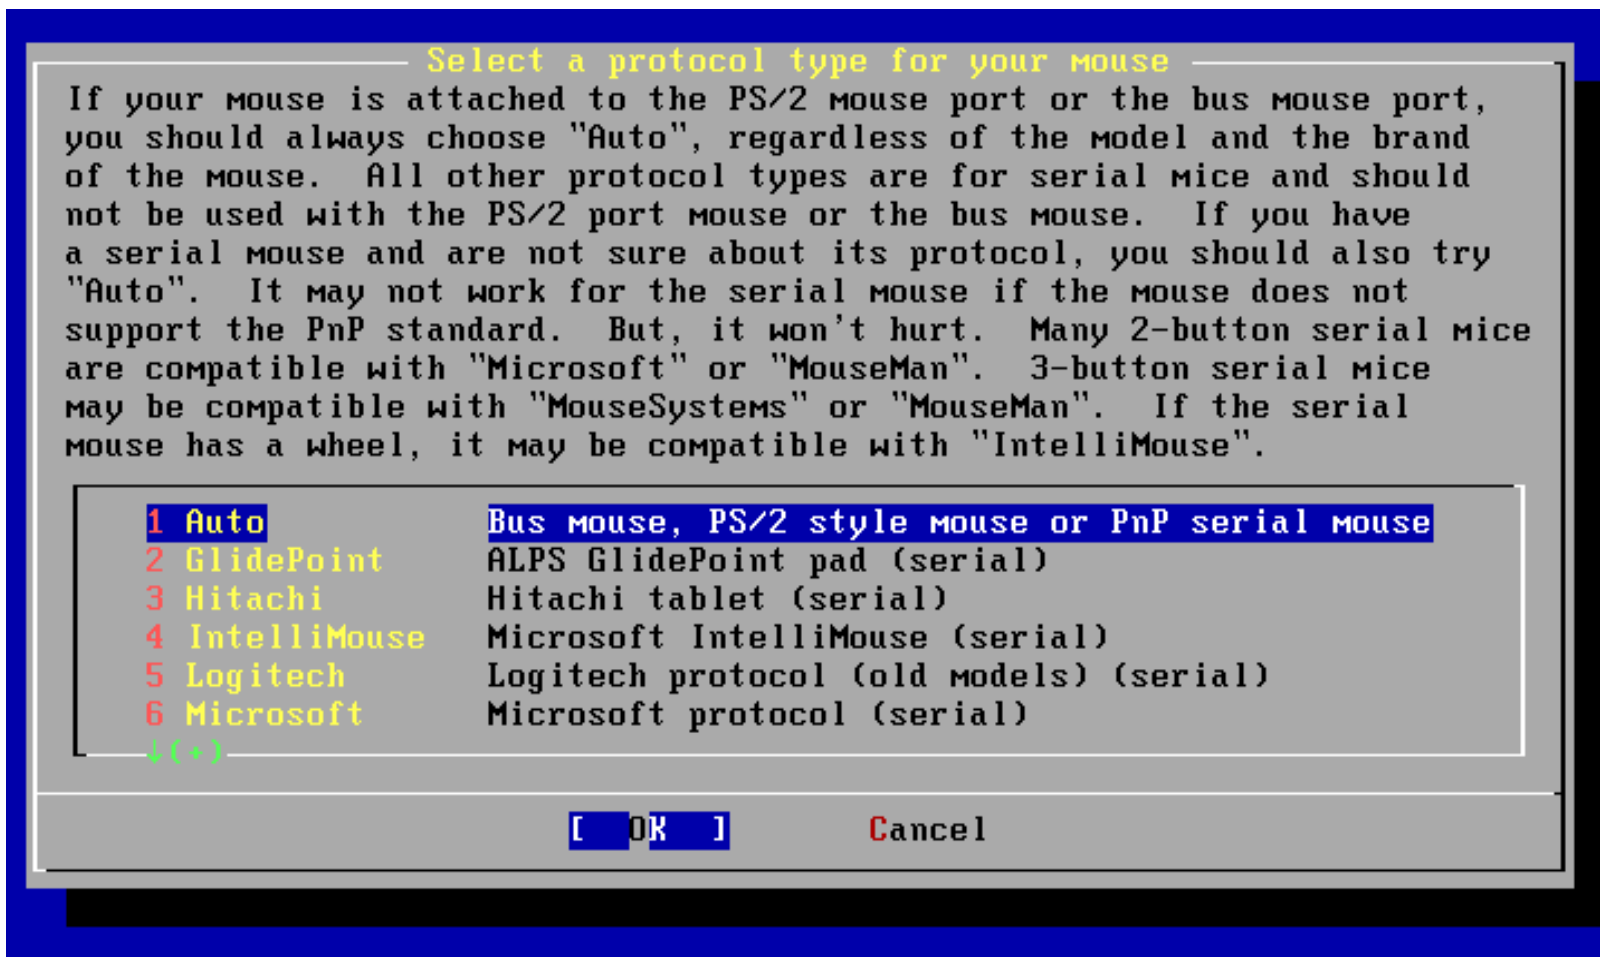 Select a protocol type for your mouse
If your mouse is attached to the PS/2 mouse port or the bus mouse port,
you should always choose "Auto", regardless of the model and the brand
of the mouse.  All other protocol types are for serial mice and should
not be used with the PS/2 port mouse or the bus mouse.  If you have
a serial mouse and are not sure about its protocol, you should also try
"Auto".  It may not work for the serial mouse if the mouse does not
support the PnP standard.  But, it won't hurt.  Many 2-button serial mice
are compatible with "Microsoft" or "MouseMan".  3-button serial mice
may be compatible with "MouseSystems" or "MouseMan".  If the serial
mouse has a wheel, it may be compatible with "IntelliMouse".
1 Auto Bus mouse, PS/2 style mouse or PnP serial mouse
2 GlidePoint ALPS GlidePoint pad (serial)
3 Hitachi Hitachi tablet (serial)
4 IntelliMouse Microsoft IntelliMouse (serial)
5 Logitech Logitech protocol (old models) (serial)
6 Microsoft Microsoft protocol (serial)
↓(+)
[ OK ] Cancel